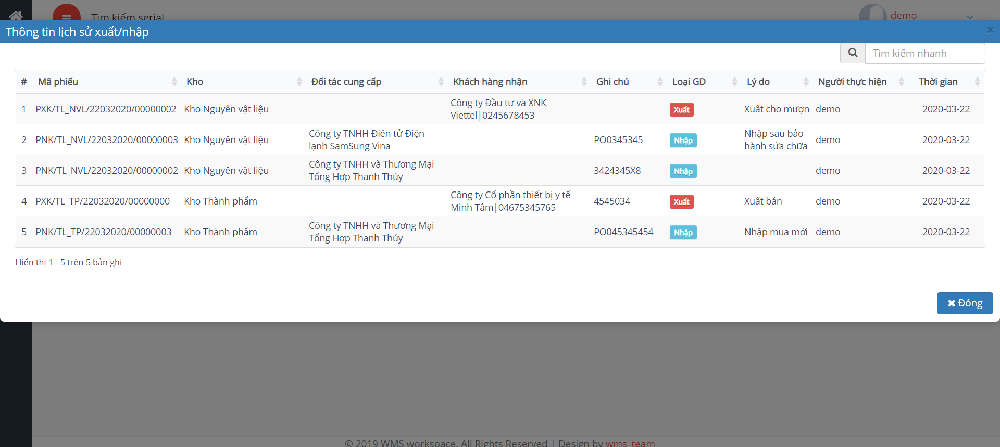 Tìm kiếm serial
demo
Thông tin lịch sử xuất/nhập
Tìm kiếm nhanh
# Mã phiếu Kho Đối tác cung cấp Khách hàng nhận Ghi chú Loại GD Lý do Người thực hiện Thời gian
1 PXK/TL_NVL/22032020/00000002 Kho Nguyên vật liệu Công ty Đầu tư và XNK Viettel|0245678453 Xuất Xuất cho mượn demo 2020-03-22
2 PNK/TL_NVL/22032020/00000003 Kho Nguyên vật liệu Công ty TNHH Điên tử Điện lạnh SamSung Vina PO0345345 Nhập Nhập sau bảo hành sửa chữa demo 2020-03-22
3 PNK/TL_NVL/22032020/00000002 Kho Nguyên vật liệu Công ty TNHH và Thương Mại Tổng Hợp Thanh Thúy 3424345X8 Nhập demo 2020-03-22
4 PXK/TL_TP/22032020/00000000 Kho Thành phẩm Công ty Cổ phần thiết bị y tế Minh Tâm|04675345765 4545034 Xuất Xuất bán demo 2020-03-22
5 PNK/TL_TP/22032020/00000003 Kho Thành phẩm Công ty TNHH và Thương Mại Tổng Hợp Thanh Thúy PO045345454 Nhập Nhập mua mới demo 2020-03-22
Hiển thị 1 - 5 trên 5 bản ghi
Đóng
© 2019 WMS workspace. All Rights Reserved | Design by wms_team